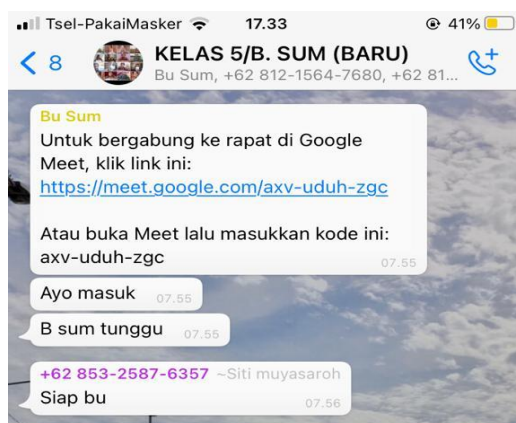 Tsel-PakaiMasker 17.33 41%
8 KELAS 5/B. SUM (BARU)
Bu Sum, +62 812-1564-7680, +62 81...
Bu Sum
Untuk bergabung ke rapat di Google
Meet, klik link ini:
https://meet.google.com/axv-uduh-zgc
Atau buka Meet lalu masukkan kode ini:
axv-uduh-zgc
07.55
Ayo masuk 07.55
B sum tunggu 07.55
+62 853-2587-6357 ~Siti muyasaroh
Siap bu
07.56